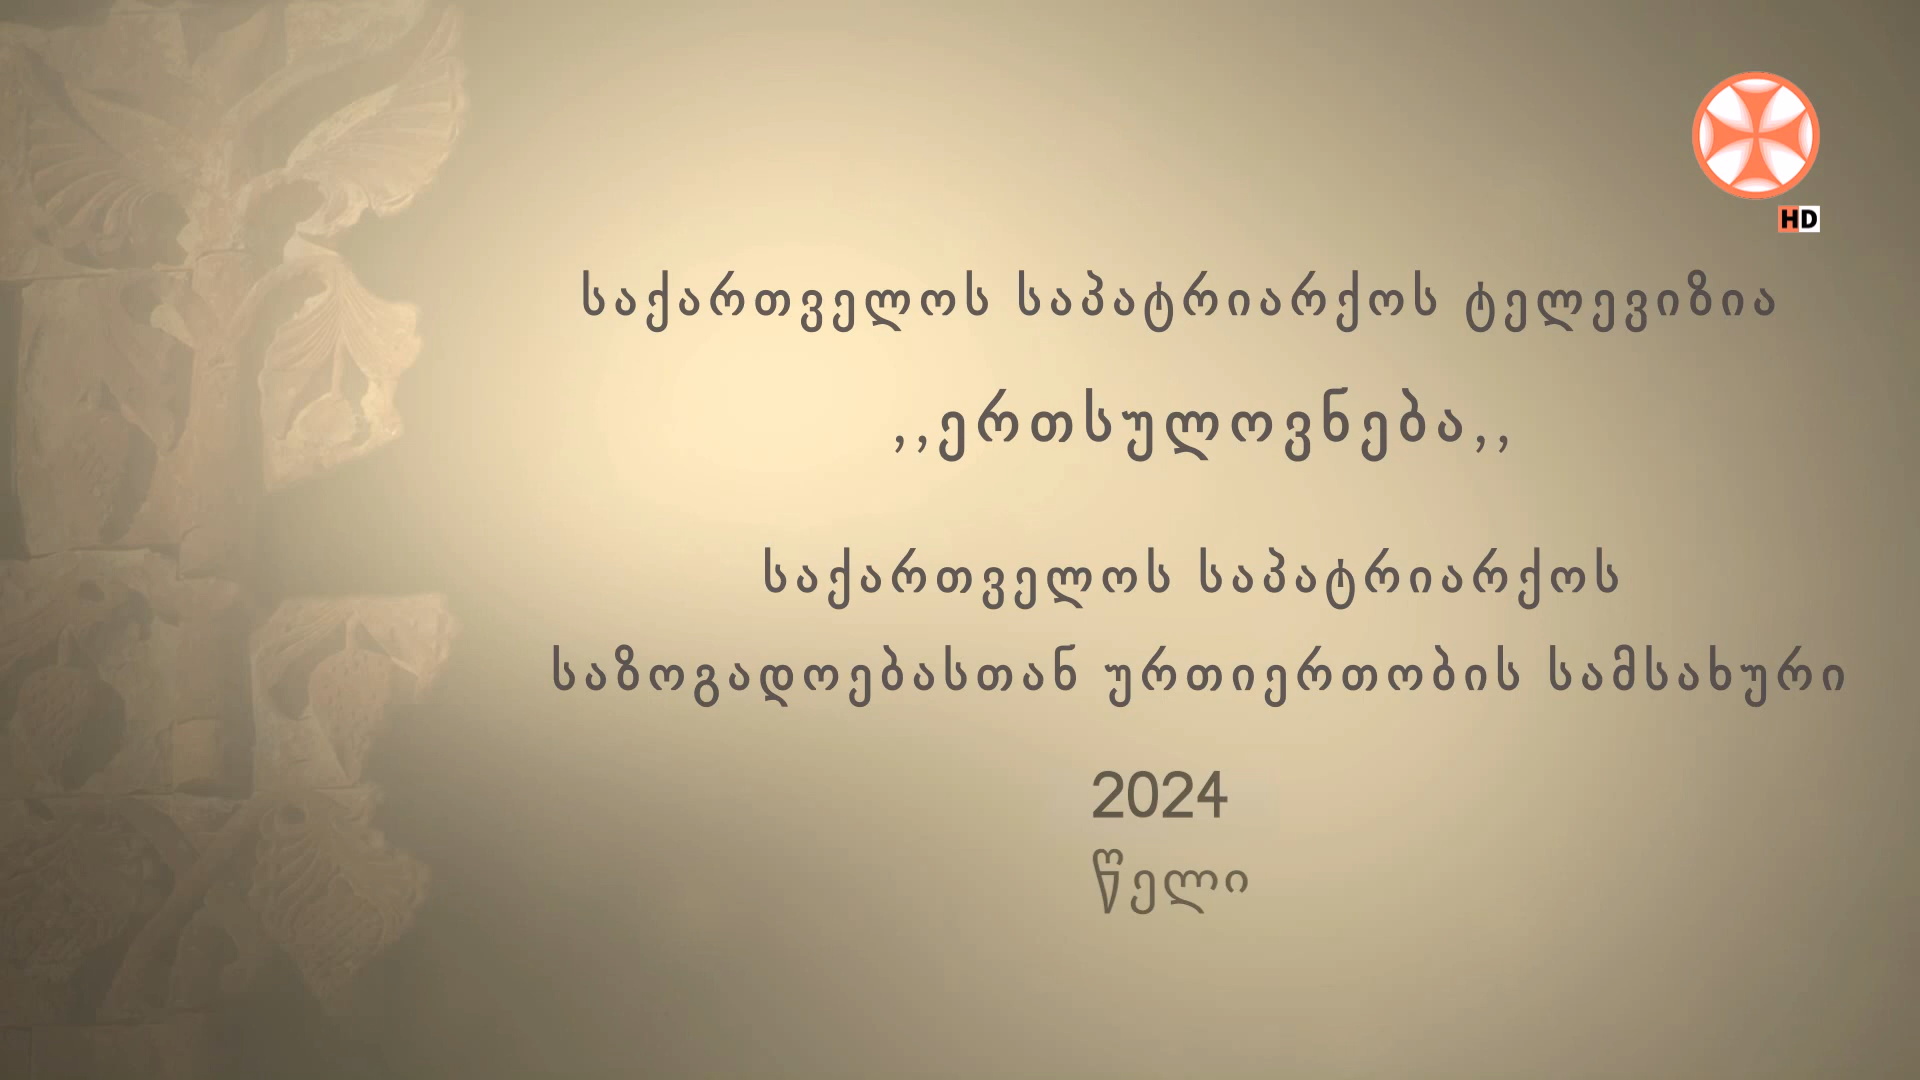 HD
საქართველოს საპატრიარქოს ტელევიზია
,,ერთსულოვნება,,
საქართველოს საპატრიარქოს
საზოგადოებასთან ურთიერთობის სამსახური
2024
წელი